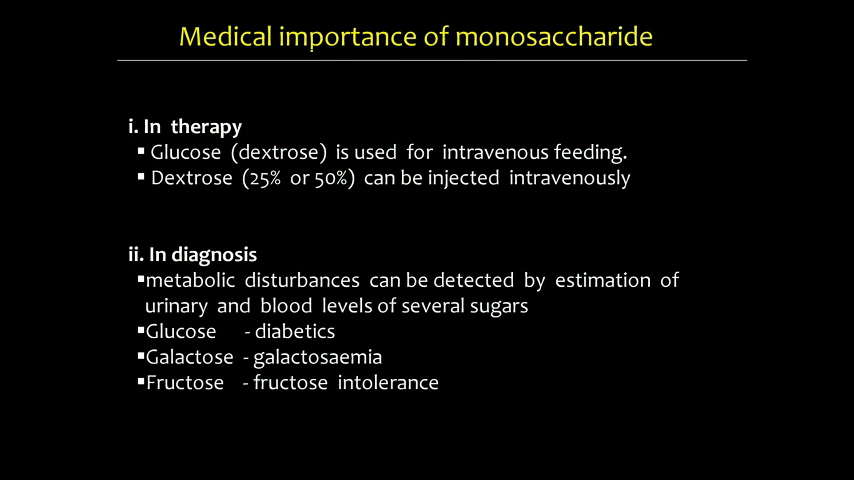 Medical importance of monosaccharide
i. In therapy
▪ Glucose (dextrose) is used for intravenous feeding.
▪ Dextrose (25% or 50%) can be injected intravenously
ii. In diagnosis
▪metabolic disturbances can be detected by estimation of
urinary and blood levels of several sugars
▪Glucose - diabetics
▪Galactose - galactosaemia
▪Fructose - fructose intolerance